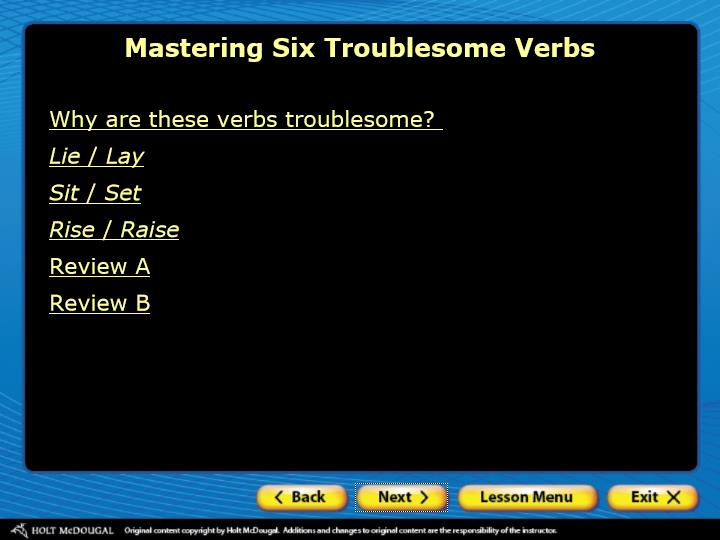 Mastering Six Troublesome Verbs
Why are these verbs troublesome?
Lie / Lay
Sit / Set
Rise / Raise
Review A
Review B
Back Next Lesson Menu Exit
HOLT McDOUGAL Original content copyright by Holt McDougal. Additions and changes to original content are the responsibility of the instructor.